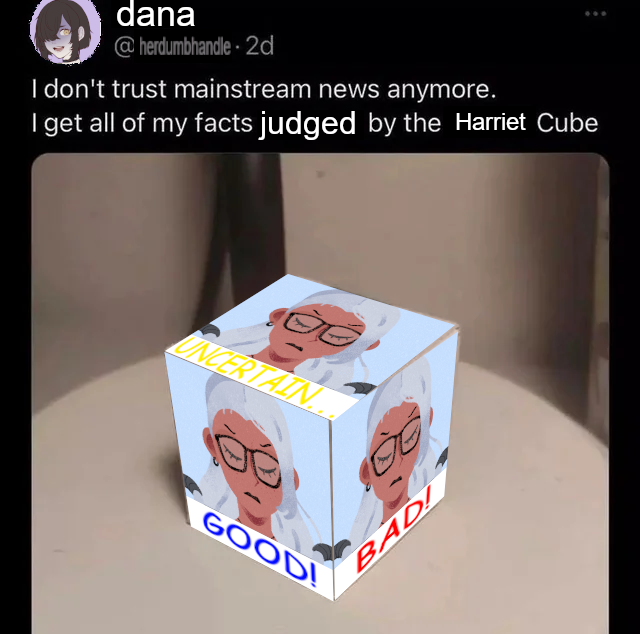 dana
@herdumbhandle · 2d
I don't trust mainstream news anymore.
I get all of my facts judged by the Harriet Cube
UNCERTAIN...
GOOD!
BAD!